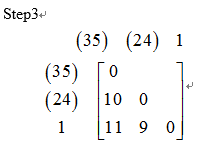 Step3↵
(35) (24) 1
(35) [ 0 ]
(24) [ 10 0 ] ↵
1 [ 11 9 0 ]